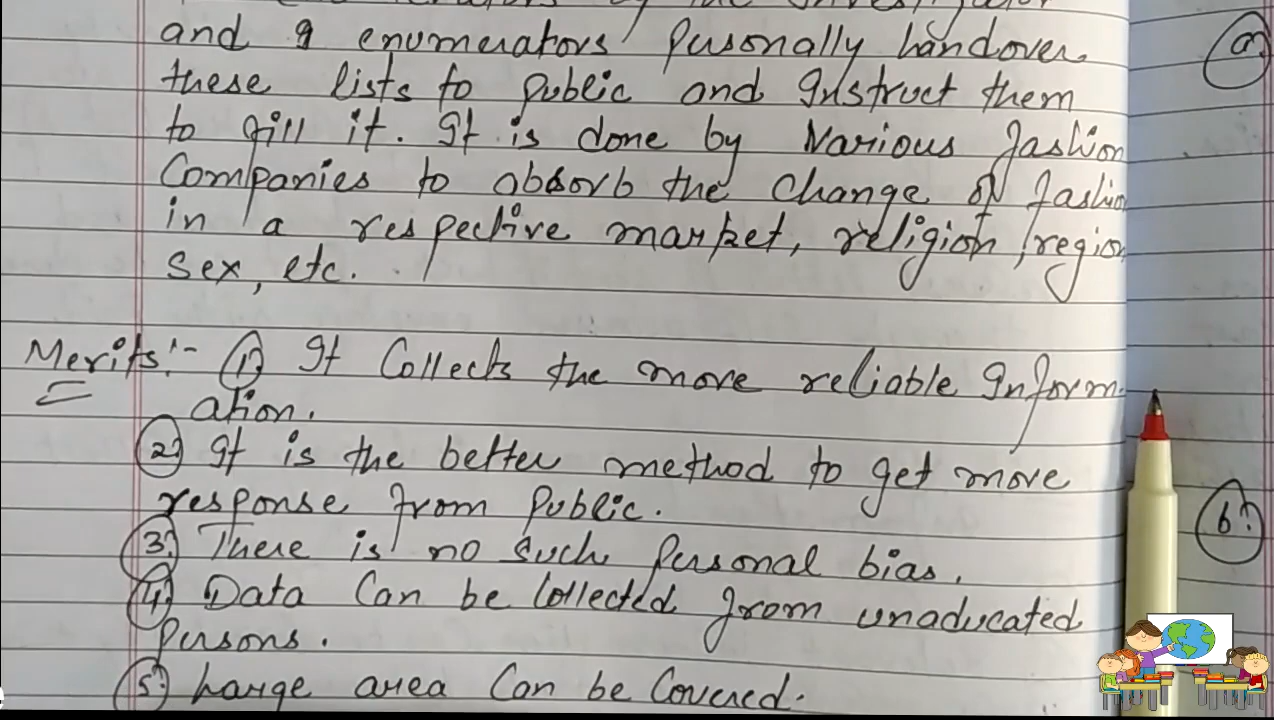 and enumerators personally handover
these lists to public and Instruct them
to fill it. It is done by Various fashion
Companies to absorb the change of fashion
in a respective market, religion, region
sex, etc.
Merits:- (1) It Collects the more reliable Inform-
ation.
(2) It is the better method to get more
response from public.
(3) There is no such personal bias.
(4) Data Can be Collected from unaducated
persons.
(5) Large area Can be Covered.
a)
b)